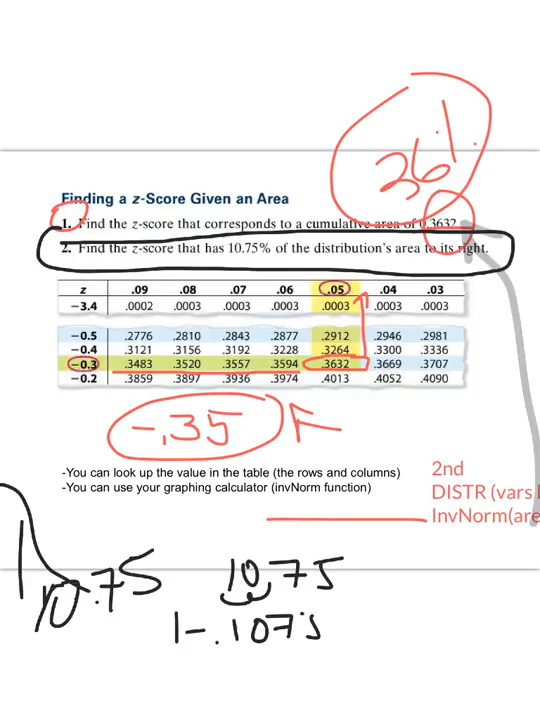 36%
Finding a z-Score Given an Area
1. Find the z-score that corresponds to a cumulative area of 0.3632.
2. Find the z-score that has 10.75% of the distribution's area to its right.
z .09 .08 .07 .06 .05 .04 .03
−3.4 .0002 .0003 .0003 .0003 .0003 .0003 .0003
−0.5 .2776 .2810 .2843 .2877 .2912 .2946 .2981
−0.4 .3121 .3156 .3192 .3228 .3264 .3300 .3336
−0.3 .3483 .3520 .3557 .3594 .3632 .3669 .3707
−0.2 .3859 .3897 .3936 .3974 .4013 .4052 .4090
-.35
-You can look up the value in the table (the rows and columns)
-You can use your graphing calculator (invNorm function)
2nd
DISTR (vars
InvNorm(are
10.75
10.75
1-.1075